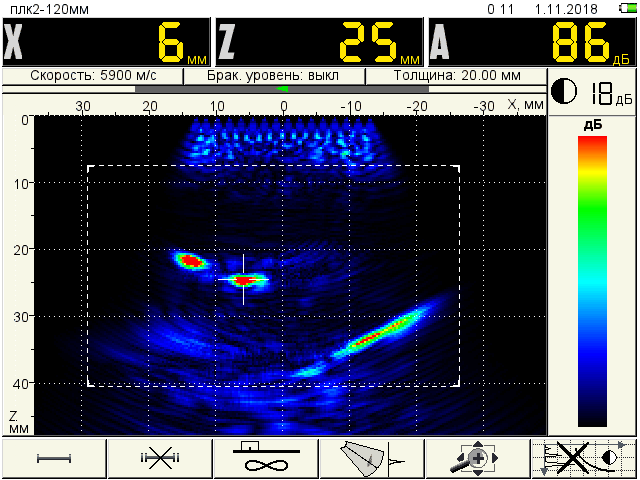 плк2-120мм 0 11 1.11.2018
X 6 мм Z 25 мм A 86 дБ
Скорость: 5900 м/с Брак. уровень: выкл Толщина: 20.00 мм
18 дБ
30 20 10 0 -10 -20 -30 X, мм
дБ
0
10
20
30
40
Z
мм